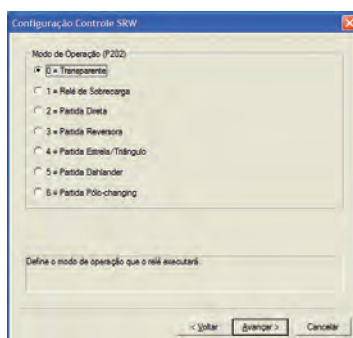 Configuração Controle SRW
Modo de Operação (P202)
0 = Transparente
1 = Relé de Sobrecarga
2 = Partida Direta
3 = Partida Reversora
4 = Partida Estrela/Triângulo
5 = Partida Dahlander
6 = Partida Pólo-changing
Define o modo de operação que o relé executará
< Voltar
Avançar >
Cancelar